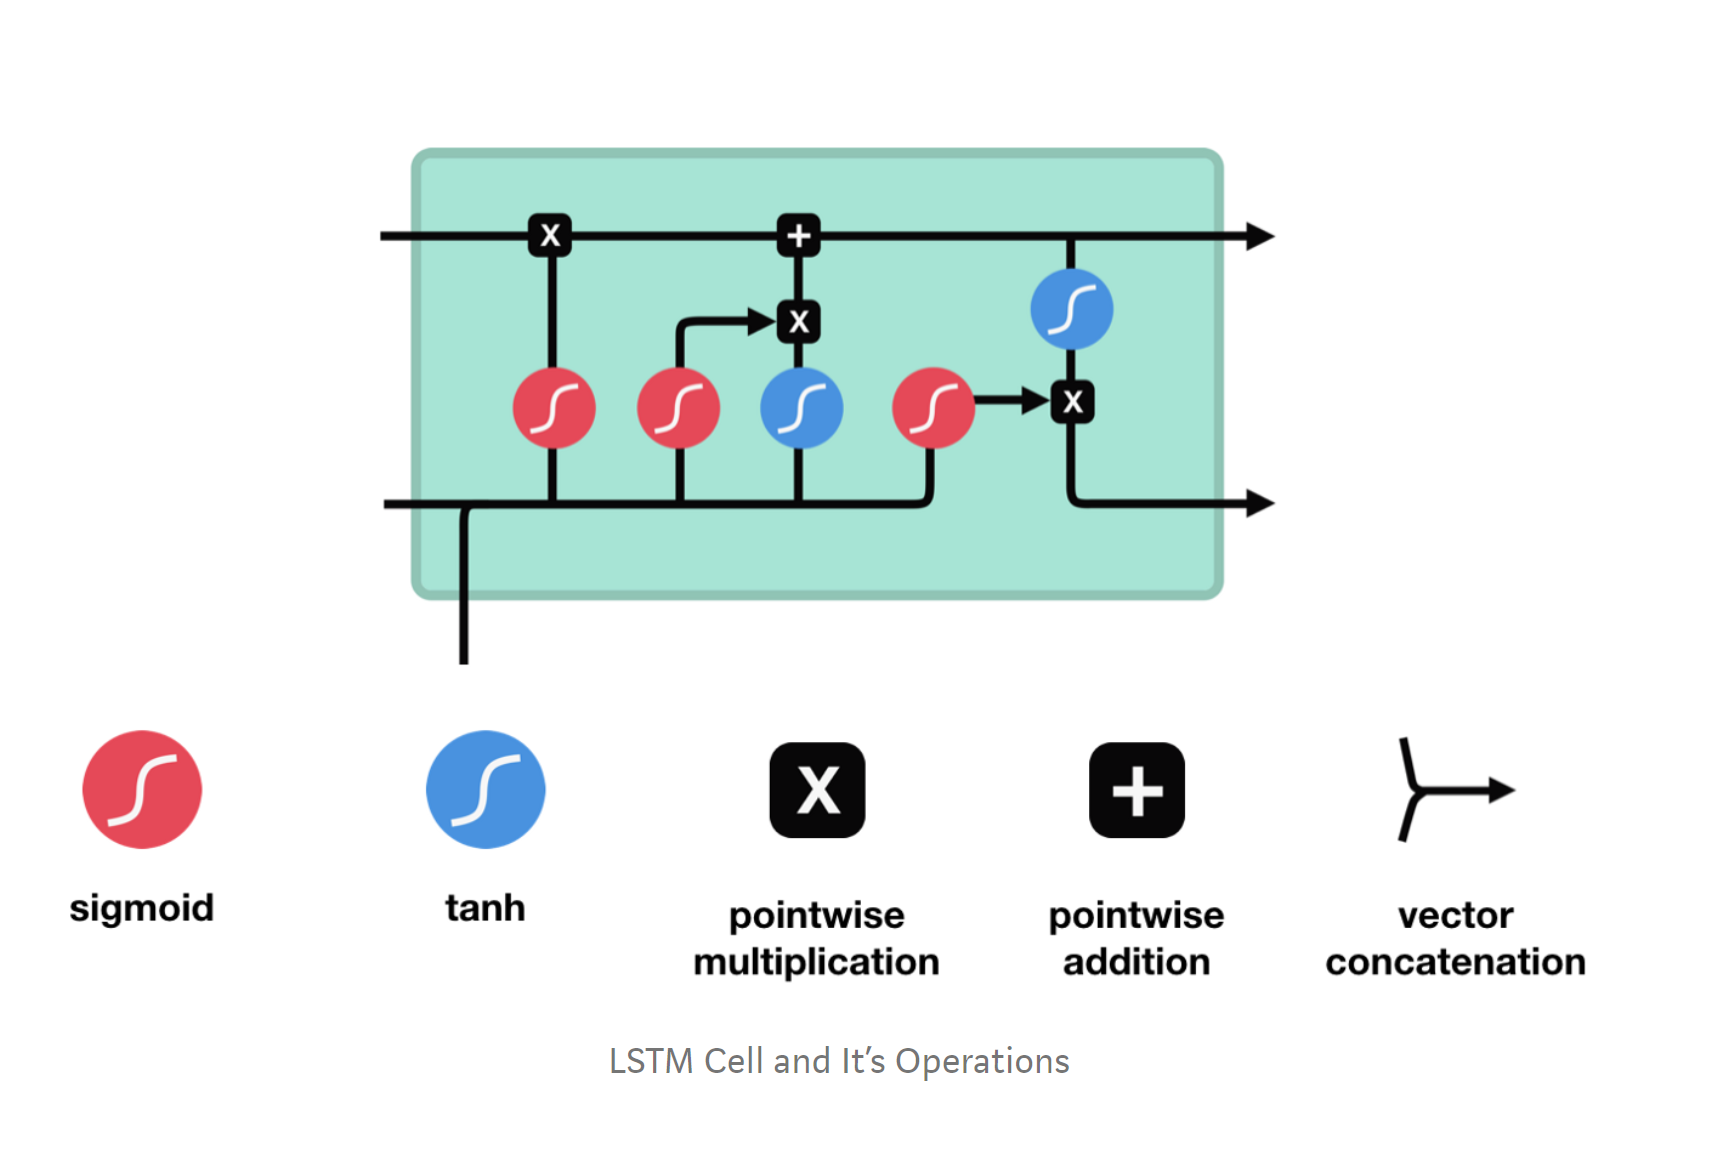 X
+
X
X
X
+
sigmoid
tanh
pointwise
multiplication
pointwise
addition
vector
concatenation
LSTM Cell and It’s Operations